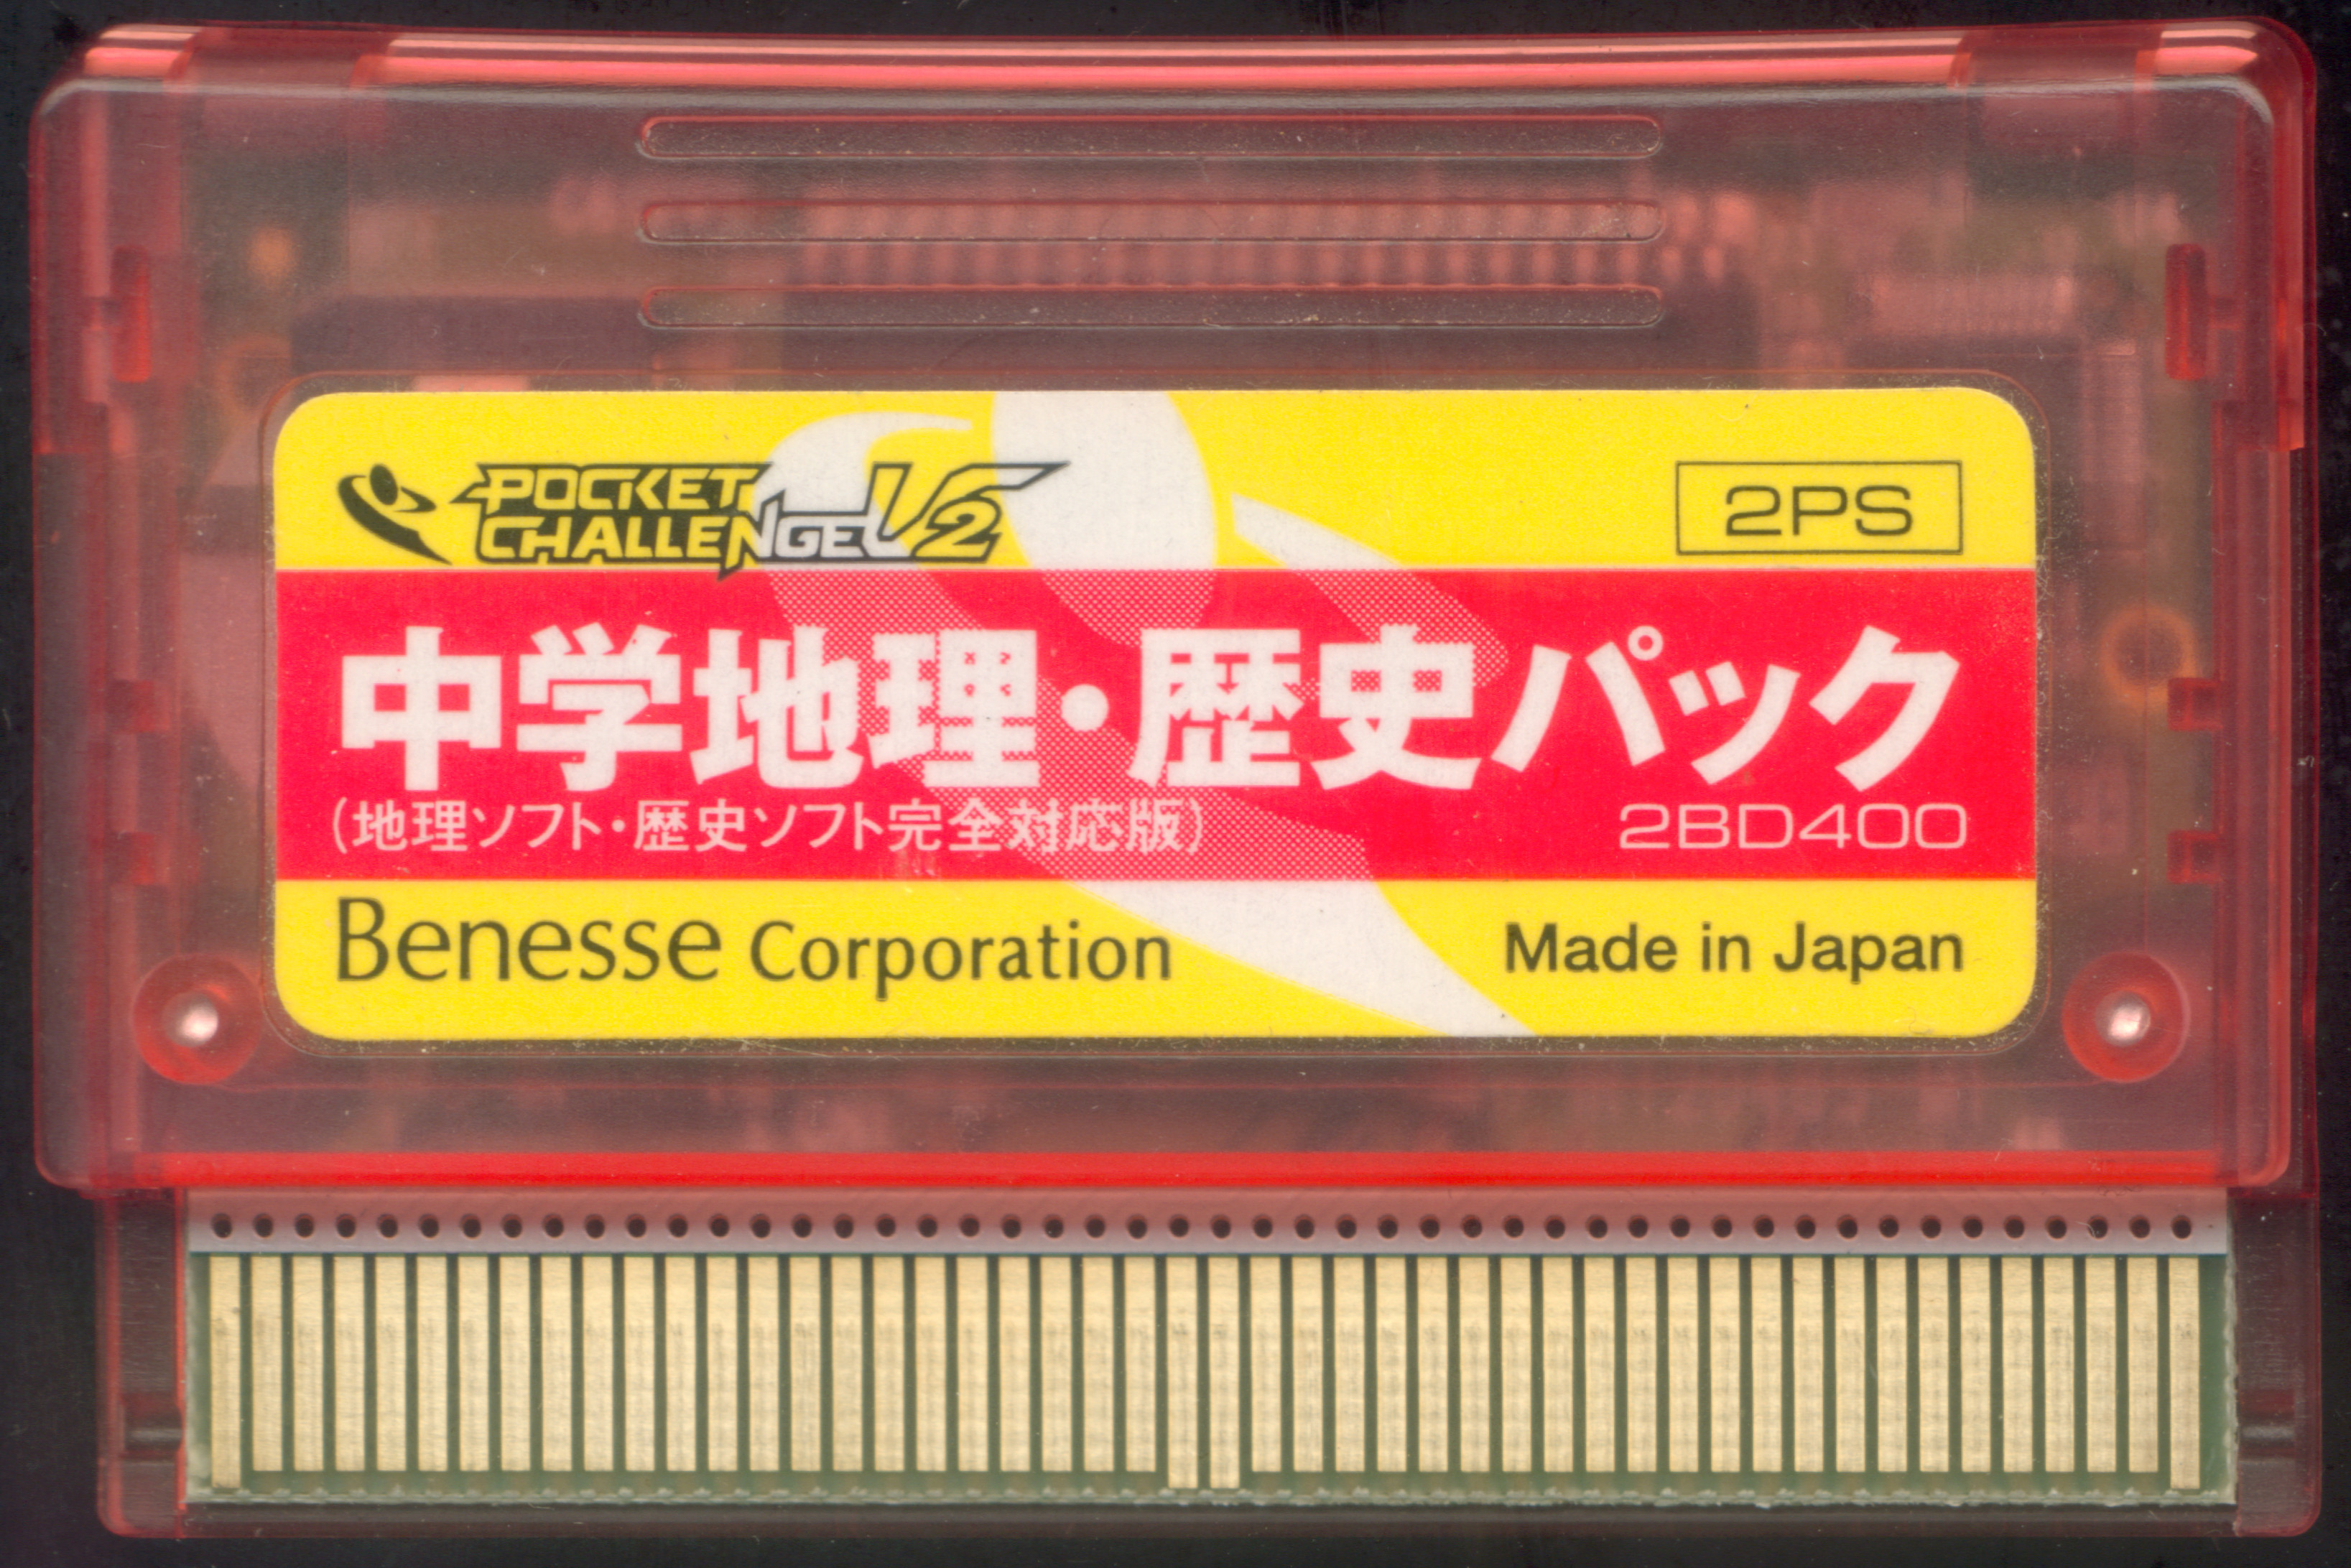 POCKET
CHALLENGE V2
2PS
中学地理・歴史パック
(地理ソフト・歴史ソフト完全対応版)
2BD400
Benesse Corporation
Made in Japan